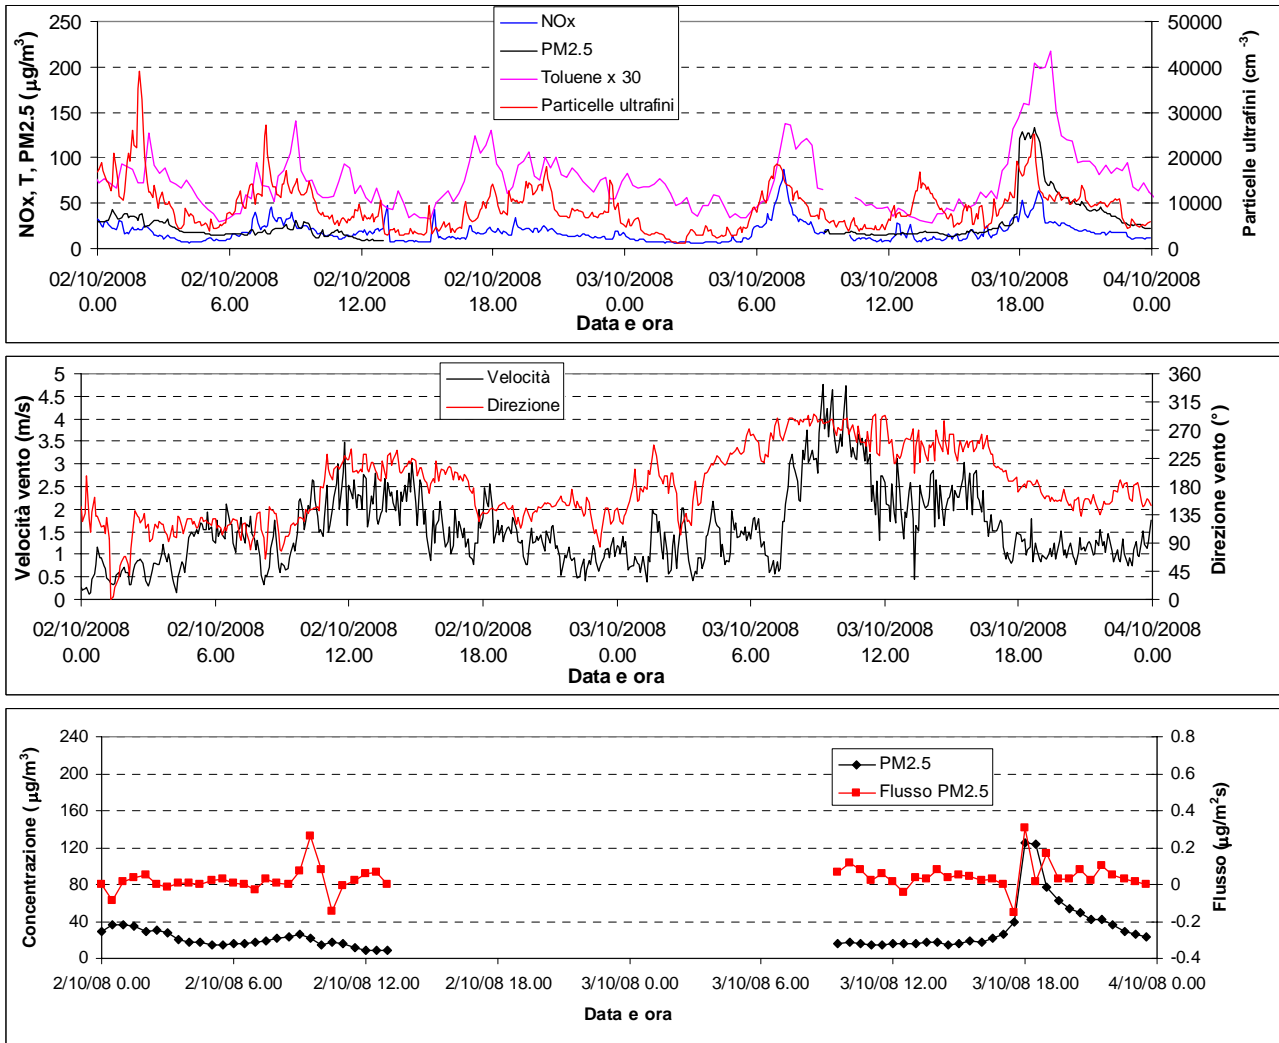 NOx, T, PM2.5 (µg/m³)
250
200
150
100
50
0
NOx
PM2.5
Toluene x 30
Particelle ultrafini
50000
40000
30000
20000
10000
0
Particelle ultrafini (cm⁻³)
02/10/2008 02/10/2008 02/10/2008 02/10/2008 03/10/2008 03/10/2008 03/10/2008 03/10/2008 04/10/2008
0.00 6.00 12.00 18.00 0.00 6.00 12.00 18.00 0.00
Data e ora
Velocità vento (m/s)
5
4.5
4
3.5
3
2.5
2
1.5
1
0.5
0
Velocità
Direzione
360
315
270
225
180
135
90
45
0
Direzione vento (°)
02/10/2008 02/10/2008 02/10/2008 02/10/2008 03/10/2008 03/10/2008 03/10/2008 03/10/2008 04/10/2008
0.00 6.00 12.00 18.00 0.00 6.00 12.00 18.00 0.00
Data e ora
Concentrazione (µg/m³)
240
200
160
120
80
40
0
PM2.5
Flusso PM2.5
0.8
0.6
0.4
0.2
0
-0.2
-0.4
Flusso (µg/m²s)
2/10/08 0.00 2/10/08 6.00 2/10/08 12.00 2/10/08 18.00 3/10/08 0.00 3/10/08 6.00 3/10/08 12.00 3/10/08 18.00 4/10/08 0.00
Data e ora